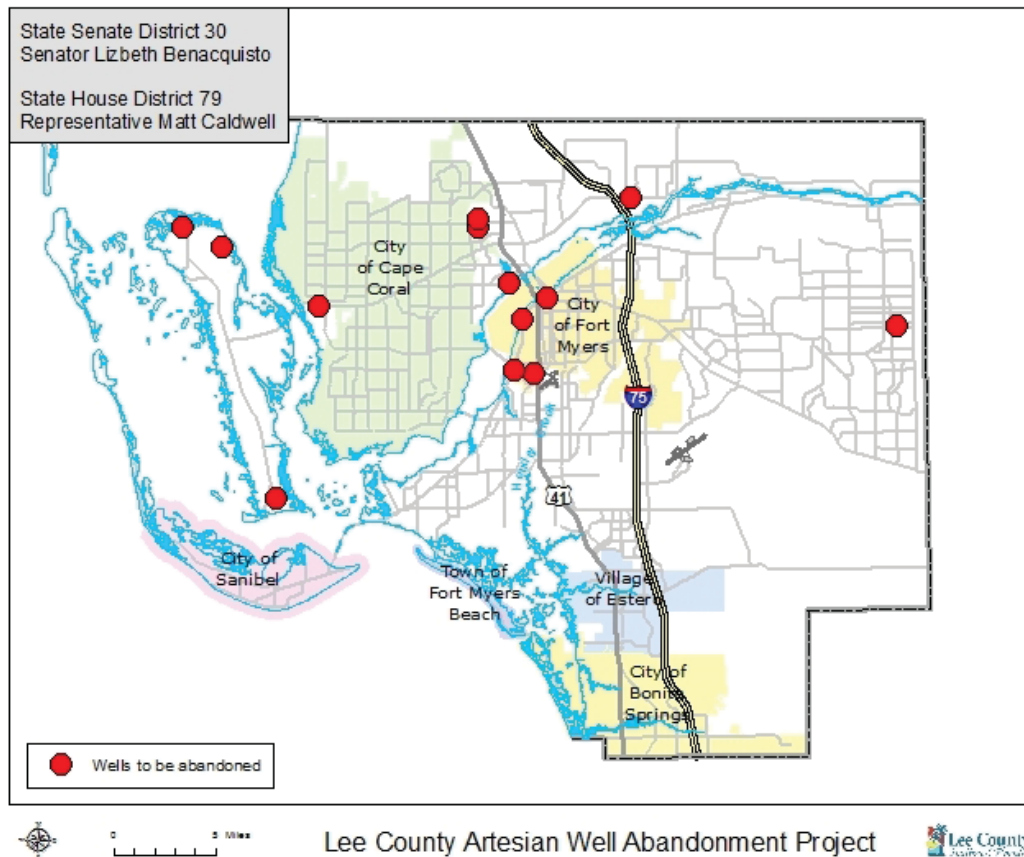 State Senate District 30
Senator Lizbeth Benacquisto
State House District 79
Representative Matt Caldwell
City
of Cape
Coral
City
of Fort
Myers
75
41
City of
Sanibel
Town of
Fort Myers
Beach
Village
of Estero
City of
Bonita
Springs
Wells to be abandoned
0 5 Miles
Lee County Artesian Well Abandonment Project
Lee County